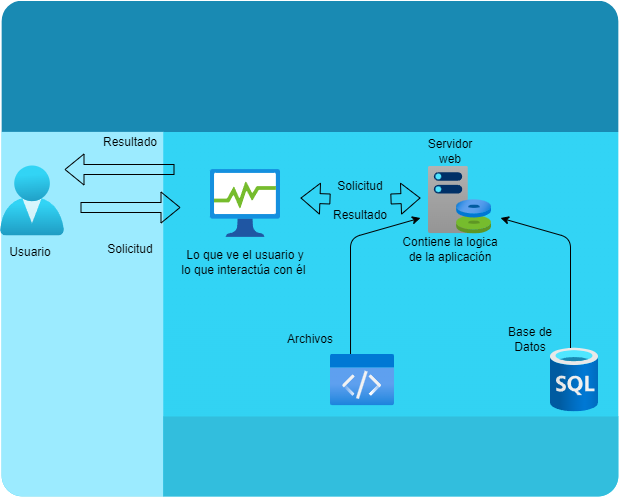 Resultado
Servidor
web
Solicitud
Resultado
Usuario
Solicitud
Lo que ve el usuario y
lo que interactúa con él
Contiene la logica
de la aplicación
Archivos
Base de
Datos
SQL